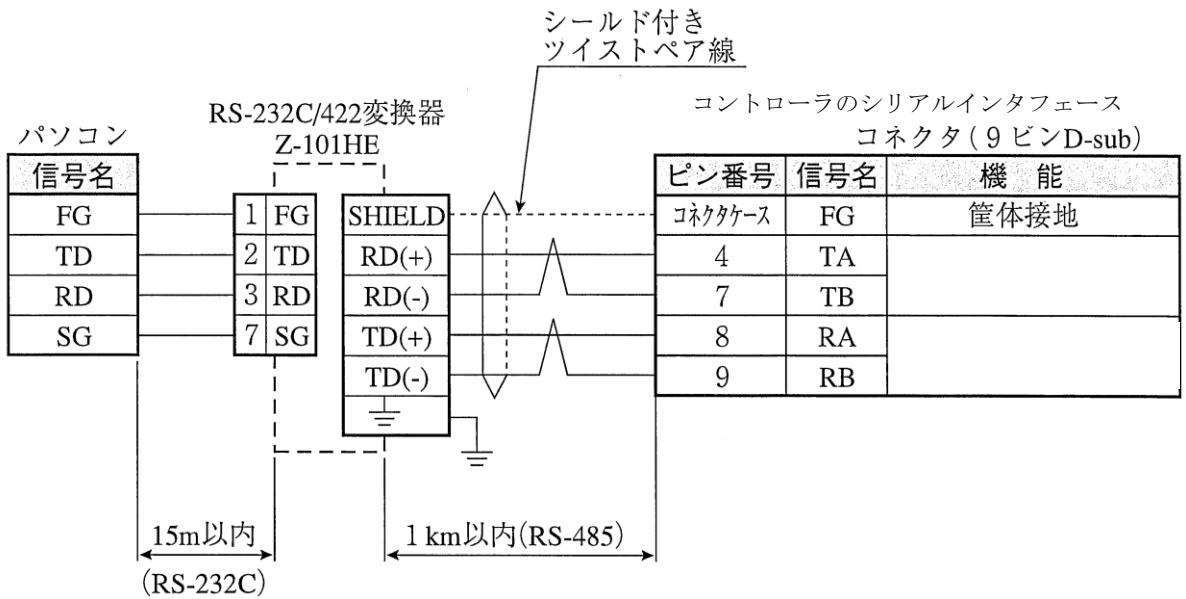 シールド付き
ツイストペア線
RS-232C/422変換器
Z-101HE
コントローラのシリアルインタフェース
コネクタ(9ピンD-sub)
パソコン
信号名
FG
TD
RD
SG
1 FG
2 TD
3 RD
7 SG
SHIELD
RD(+)
RD(-)
TD(+)
TD(-)
ピン番号 信号名 機 能
コネクタケース FG 筐体接地
4 TA
7 TB
8 RA
9 RB
15m以内
(RS-232C)
1 km以内(RS-485)